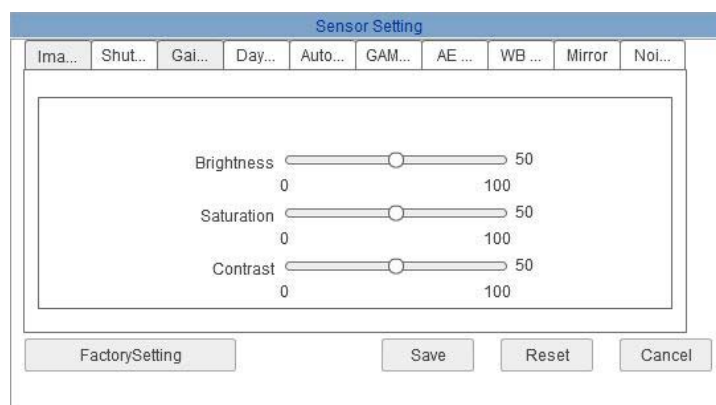 Sensor Setting
Ima... Shut... Gai... Day... Auto... GAM... AE ... WB ... Mirror Noi...
Brightness 50
0 100
Saturation 50
0 100
Contrast 50
0 100
FactorySetting Save Reset Cancel